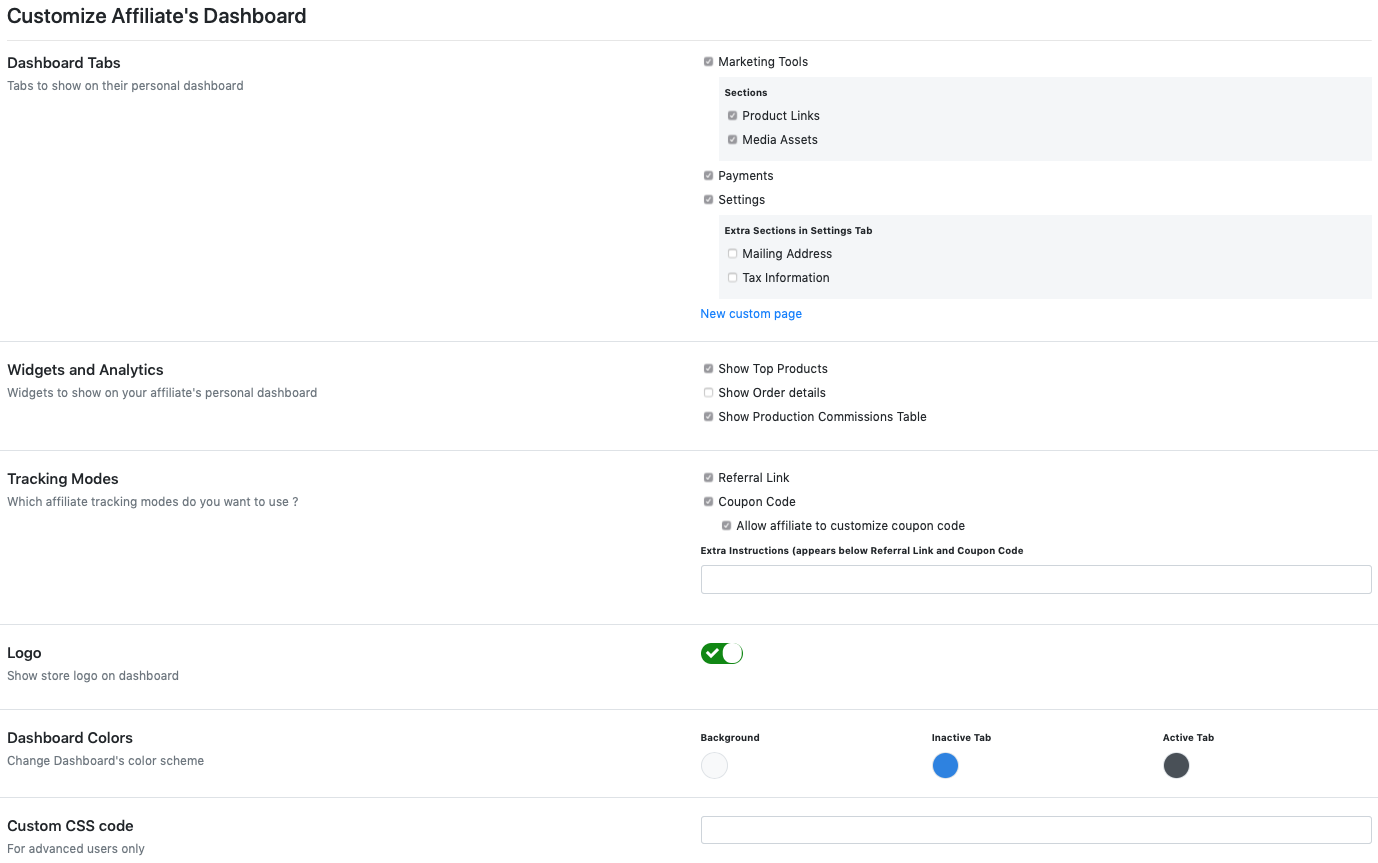 Customize Affiliate's Dashboard
Dashboard Tabs
Tabs to show on their personal dashboard
Marketing Tools
Sections
Product Links
Media Assets
Payments
Settings
Extra Sections in Settings Tab
Mailing Address
Tax Information
New custom page
Widgets and Analytics
Widgets to show on your affiliate's personal dashboard
Show Top Products
Show Order details
Show Production Commissions Table
Tracking Modes
Which affiliate tracking modes do you want to use ?
Referral Link
Coupon Code
Allow affiliate to customize coupon code
Extra Instructions (appears below Referral Link and Coupon Code
Logo
Show store logo on dashboard
Dashboard Colors
Change Dashboard's color scheme
Background
Inactive Tab
Active Tab
Custom CSS code
For advanced users only